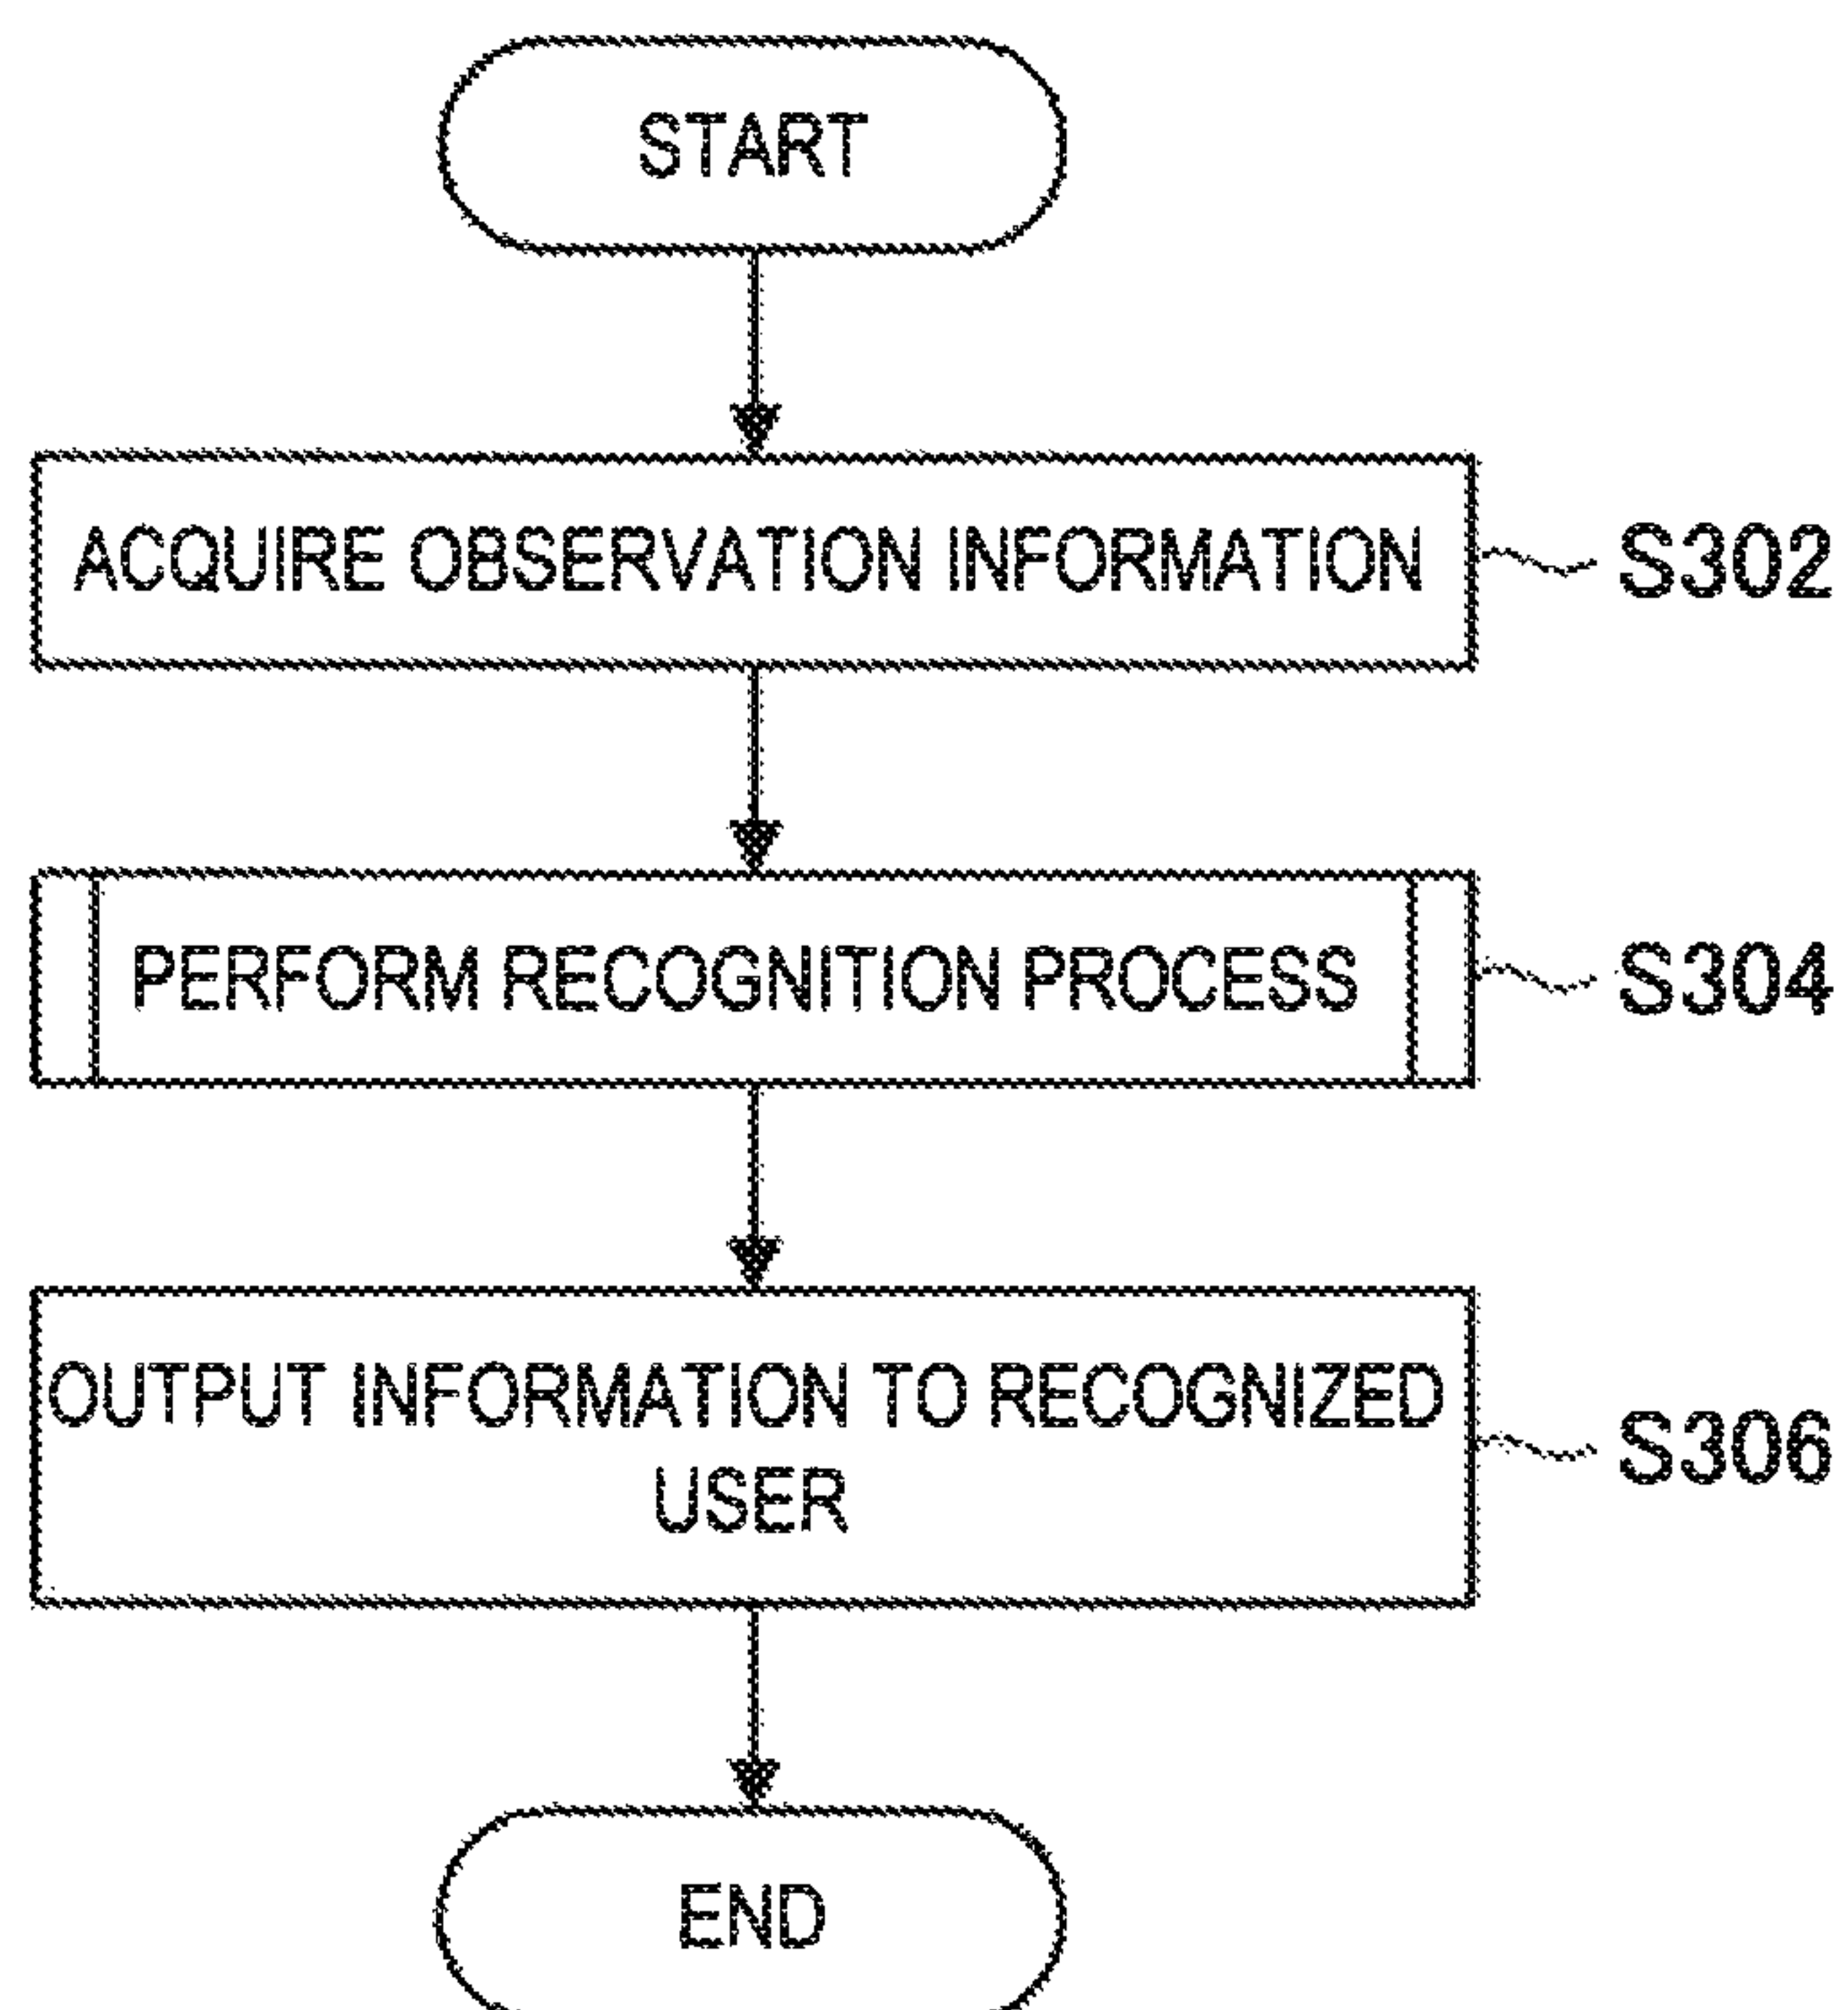 START
ACQUIRE OBSERVATION INFORMATION
S302
PERFORM RECOGNITION PROCESS
S304
OUTPUT INFORMATION TO RECOGNIZED
USER
S306
END